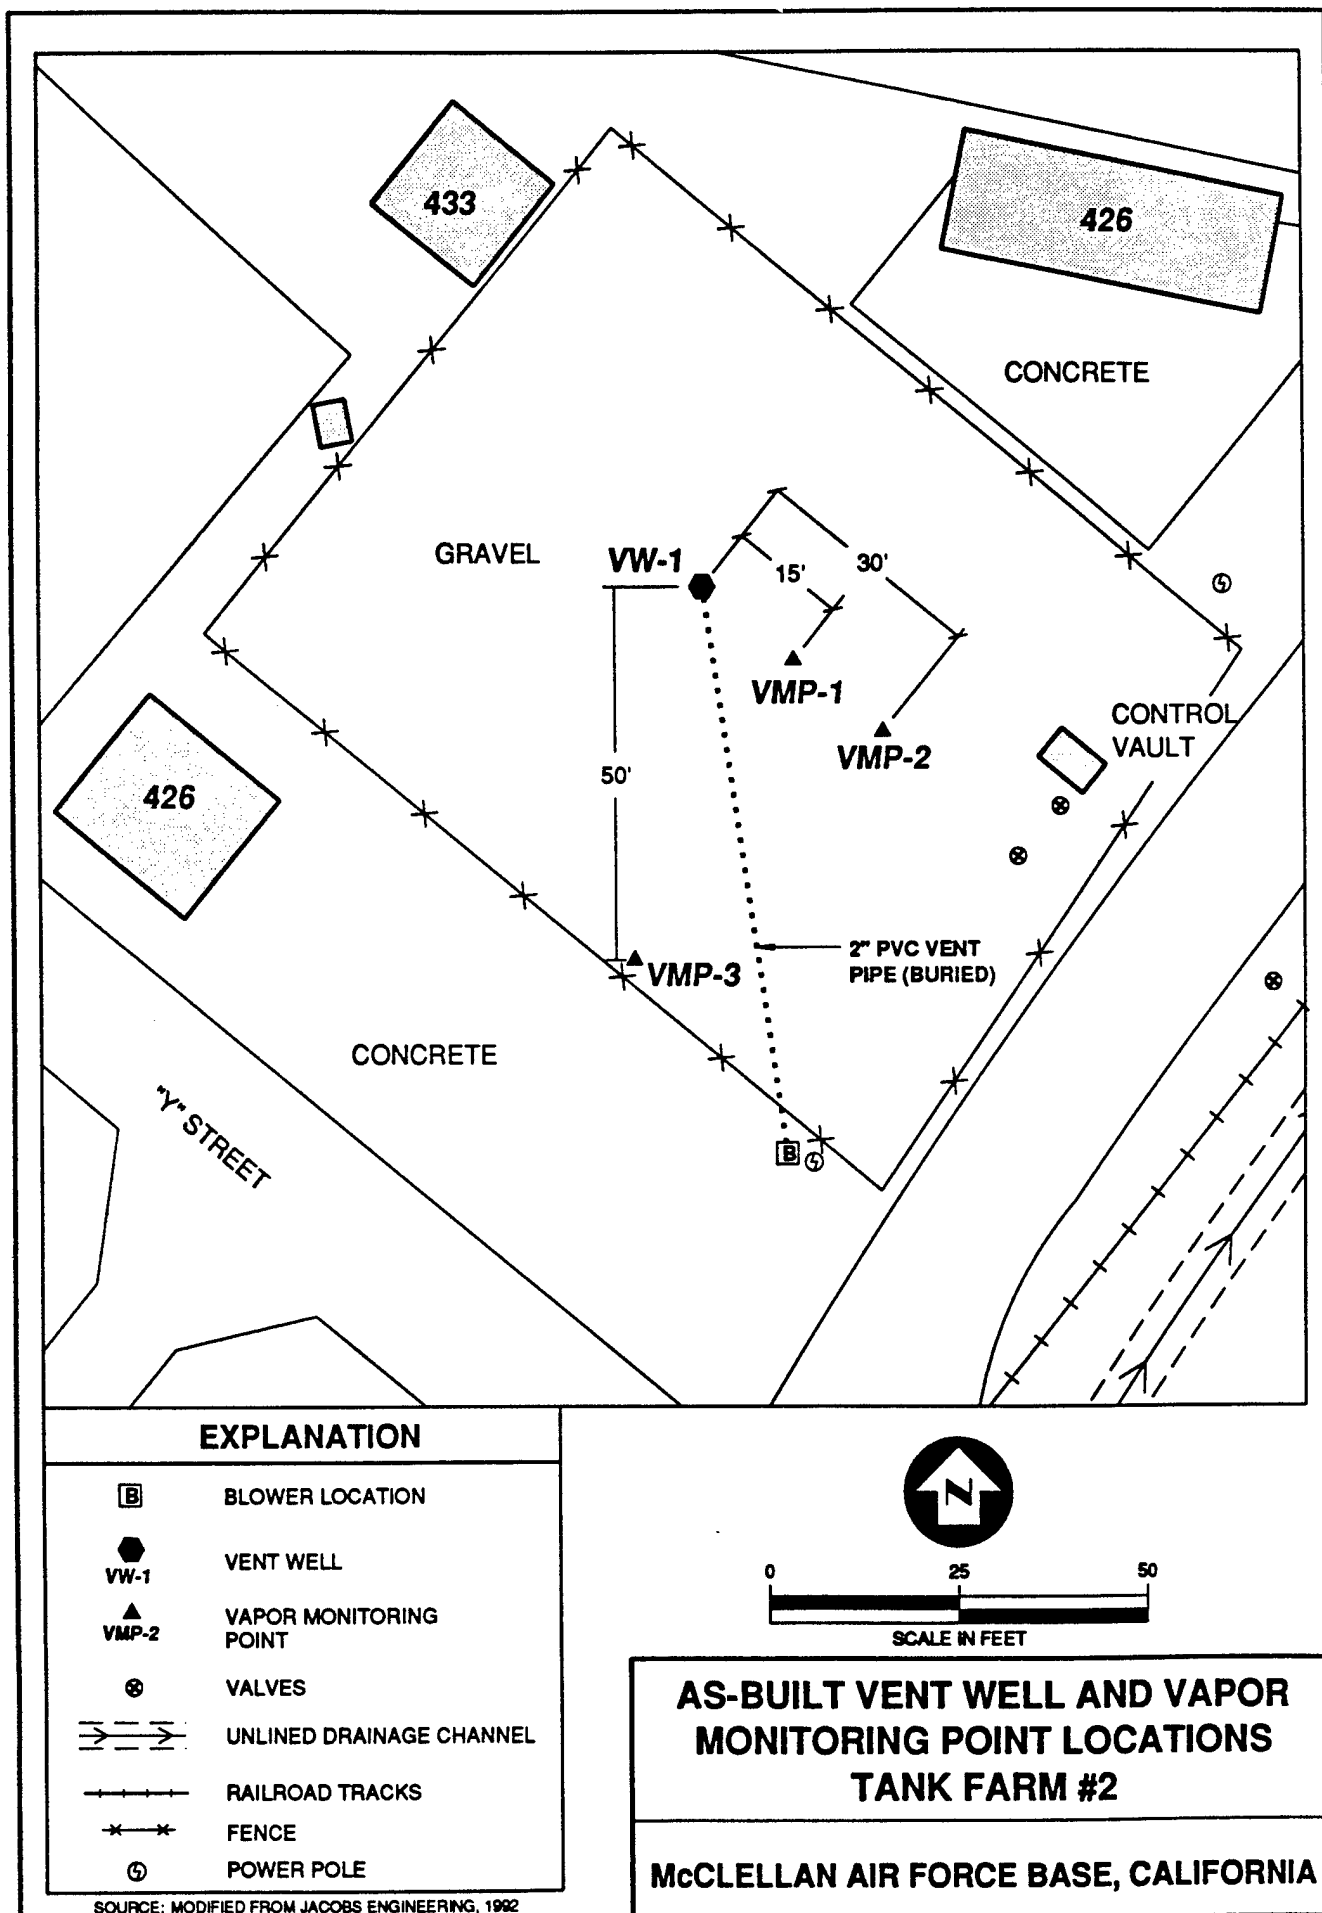 433
426
CONCRETE
GRAVEL
VW-1
15'
30'
VMP-1
VMP-2
CONTROL
VAULT
426
50'
2" PVC VENT
PIPE (BURIED)
VMP-3
CONCRETE
"Y" STREET
B
EXPLANATION
B
BLOWER LOCATION
VW-1
VENT WELL
VMP-2
VAPOR MONITORING
POINT
VALVES
UNLINED DRAINAGE CHANNEL
RAILROAD TRACKS
FENCE
POWER POLE
SOURCE: MODIFIED FROM JACOBS ENGINEERING, 1992
N
0
25
50
SCALE IN FEET
AS-BUILT VENT WELL AND VAPOR
MONITORING POINT LOCATIONS
TANK FARM #2
McCLELLAN AIR FORCE BASE, CALIFORNIA